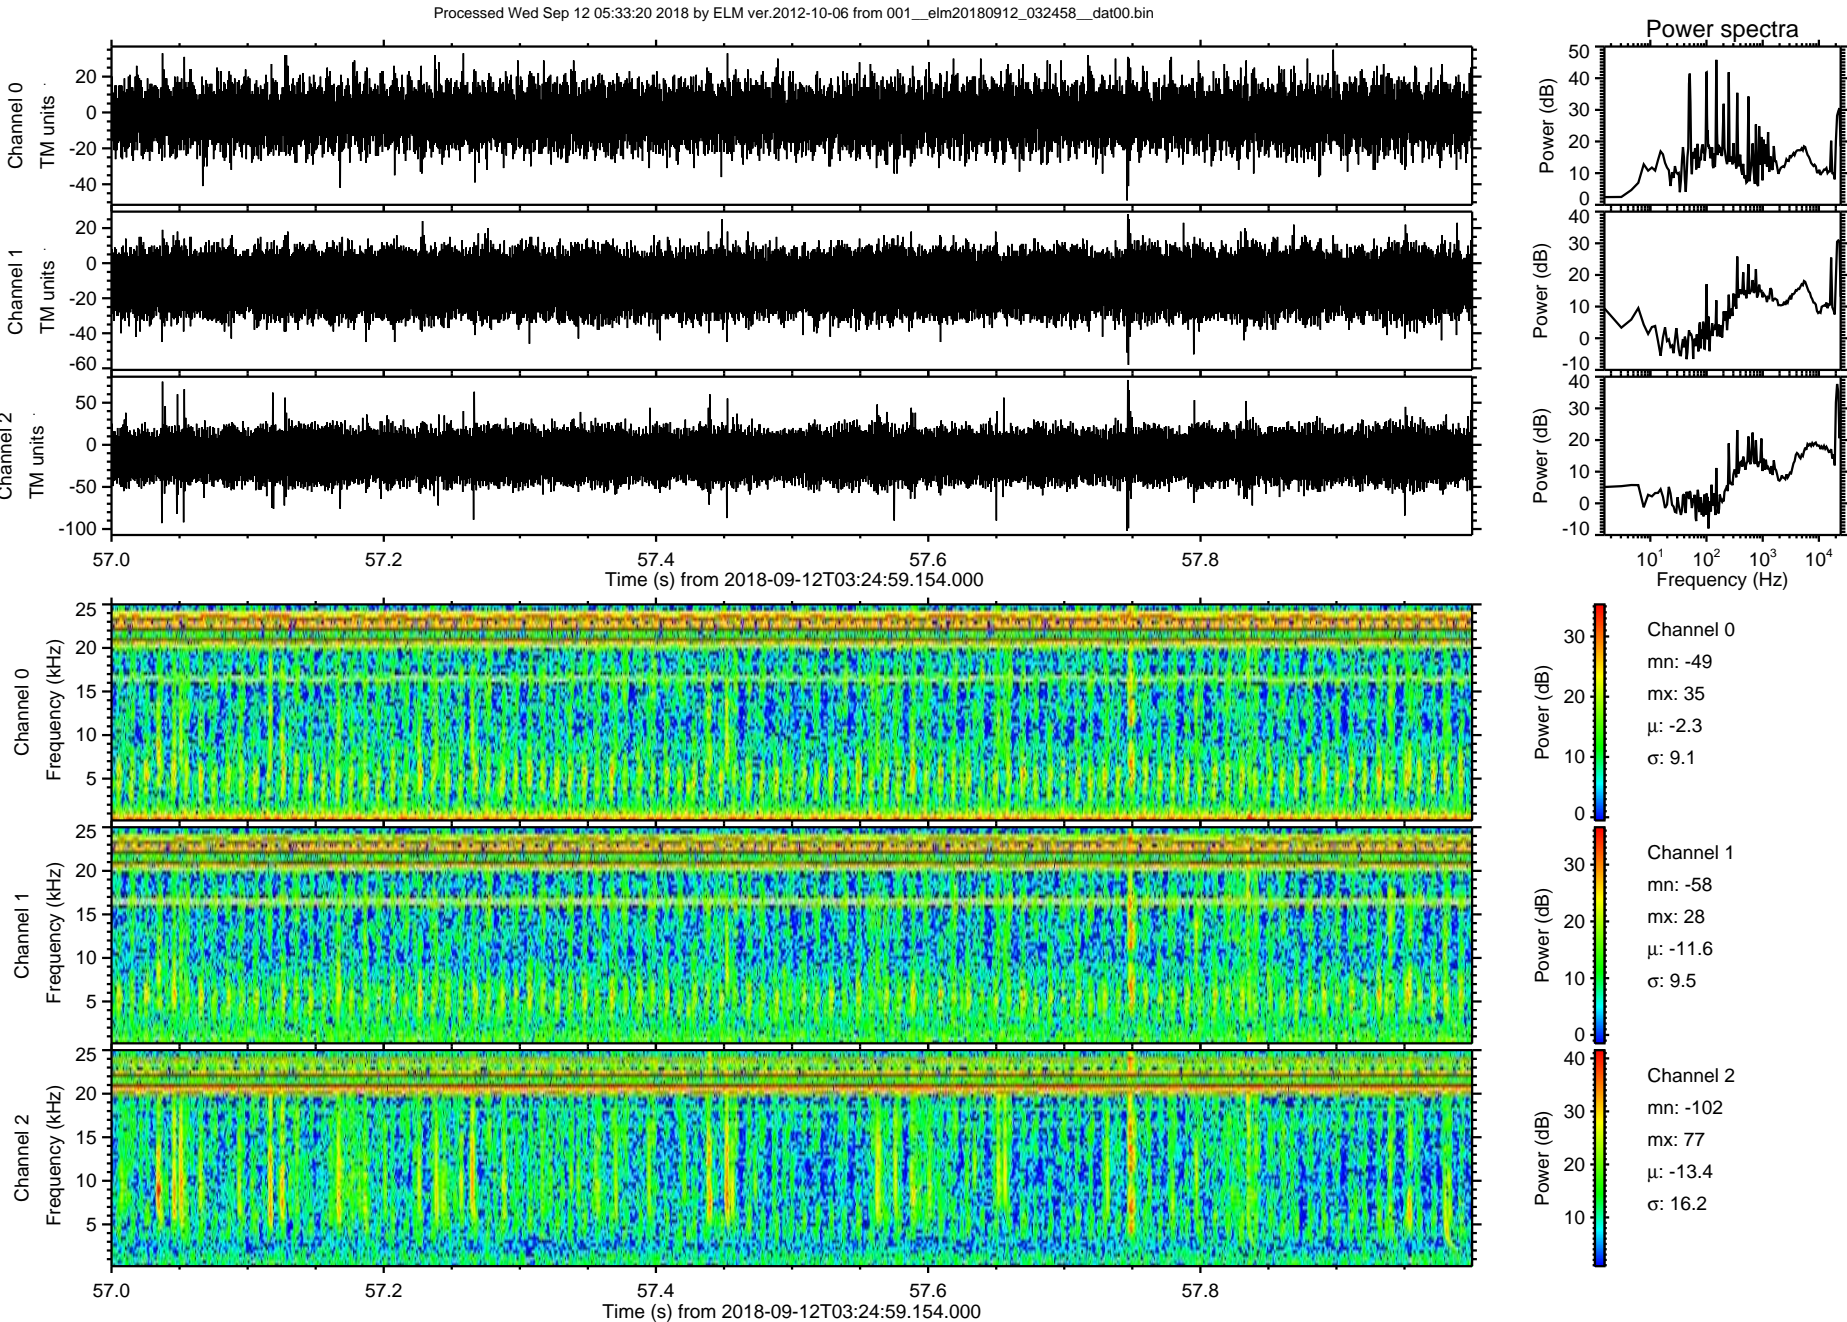 Processed Wed Sep 12 05:33:20 2018 by ELM ver.2012-10-06 from 001__elm20180912_032458__dat00.bin
Power spectra
Channel 0
TM units
20
0
-20
-40
Power (dB)
50
40
30
20
10
0
Channel 1
TM units
20
0
-20
-40
-60
Power (dB)
40
30
20
10
0
-10
Channel 2
TM units
50
0
-50
-100
Power (dB)
40
30
20
10
0
-10
57.0 57.2 57.4 57.6 57.8
Time (s) from 2018-09-12T03:24:59.154.000
10¹ 10² 10³ 10⁴
Frequency (Hz)
Channel 0
Frequency (kHz)
25
20
15
10
5
Power (dB)
30
20
10
0
Channel 0
mn: -49
mx: 35
μ: -2.3
σ: 9.1
Channel 1
Frequency (kHz)
25
20
15
10
5
Power (dB)
30
20
10
0
Channel 1
mn: -58
mx: 28
μ: -11.6
σ: 9.5
Channel 2
Frequency (kHz)
25
20
15
10
5
Power (dB)
40
30
20
10
Channel 2
mn: -102
mx: 77
μ: -13.4
σ: 16.2
57.0 57.2 57.4 57.6 57.8
Time (s) from 2018-09-12T03:24:59.154.000